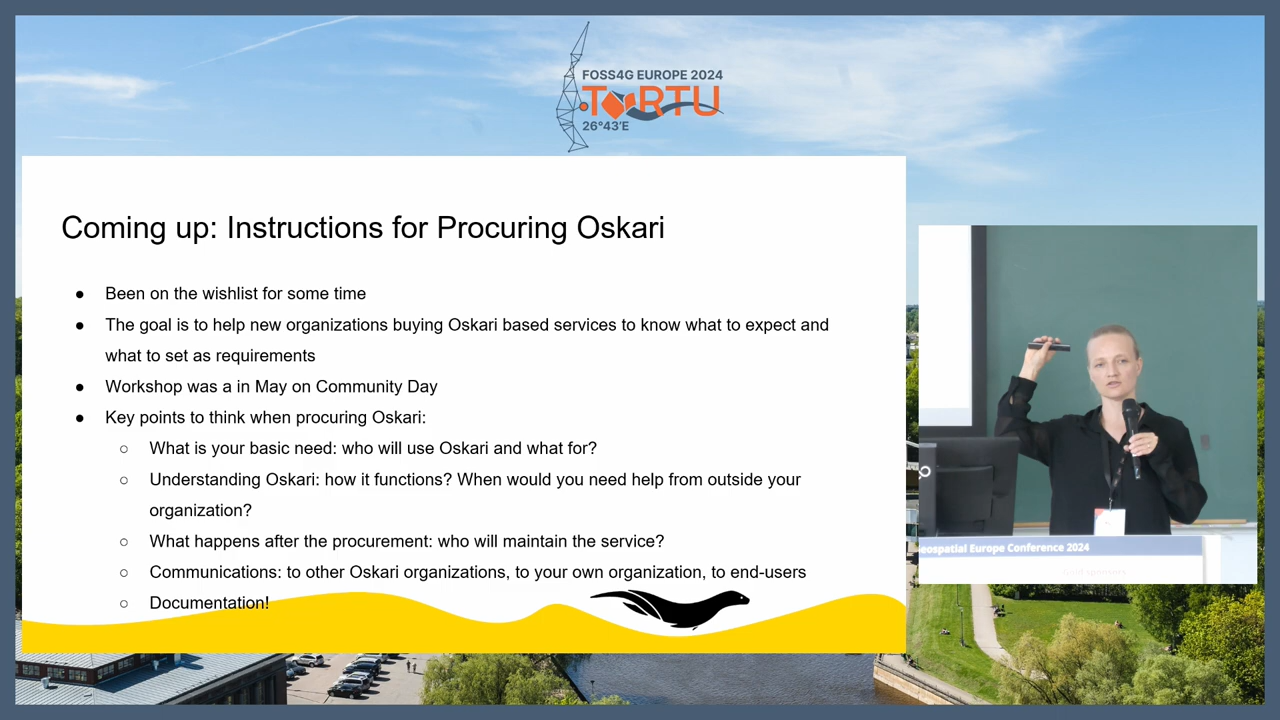 FOSS4G EUROPE 2024
TARTU
26°43'E
Coming up: Instructions for Procuring Oskari
● Been on the wishlist for some time
● The goal is to help new organizations buying Oskari based services to know what to expect and
what to set as requirements
● Workshop was a in May on Community Day
● Key points to think when procuring Oskari:
○ What is your basic need: who will use Oskari and what for?
○ Understanding Oskari: how it functions? When would you need help from outside your
organization?
○ What happens after the procurement: who will maintain the service?
○ Communications: to other Oskari organizations, to your own organization, to end-users
○ Documentation!
eospatial Europe Conference 2024